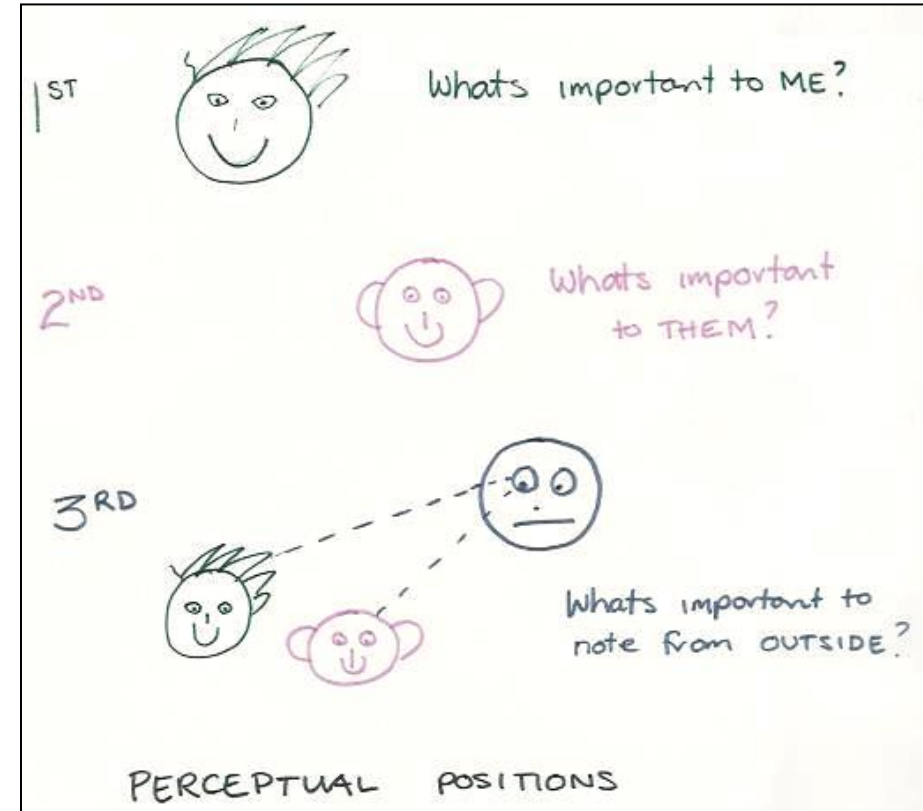 1ST
Whats important to ME?
2ND
Whats important
to THEM?
3RD
Whats important to
note from OUTSIDE?
PERCEPTUAL POSITIONS